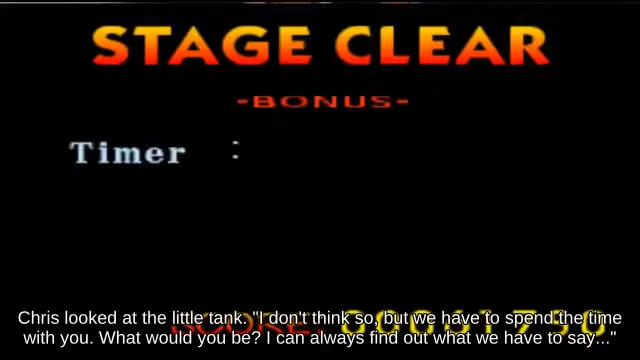 STAGE CLEAR
-BONUS-
Timer :
SCORE:
Chris looked at the little tank. "I don't think so, but we have to spend the time
with you. What would you be? I can always find out what we have to say..."